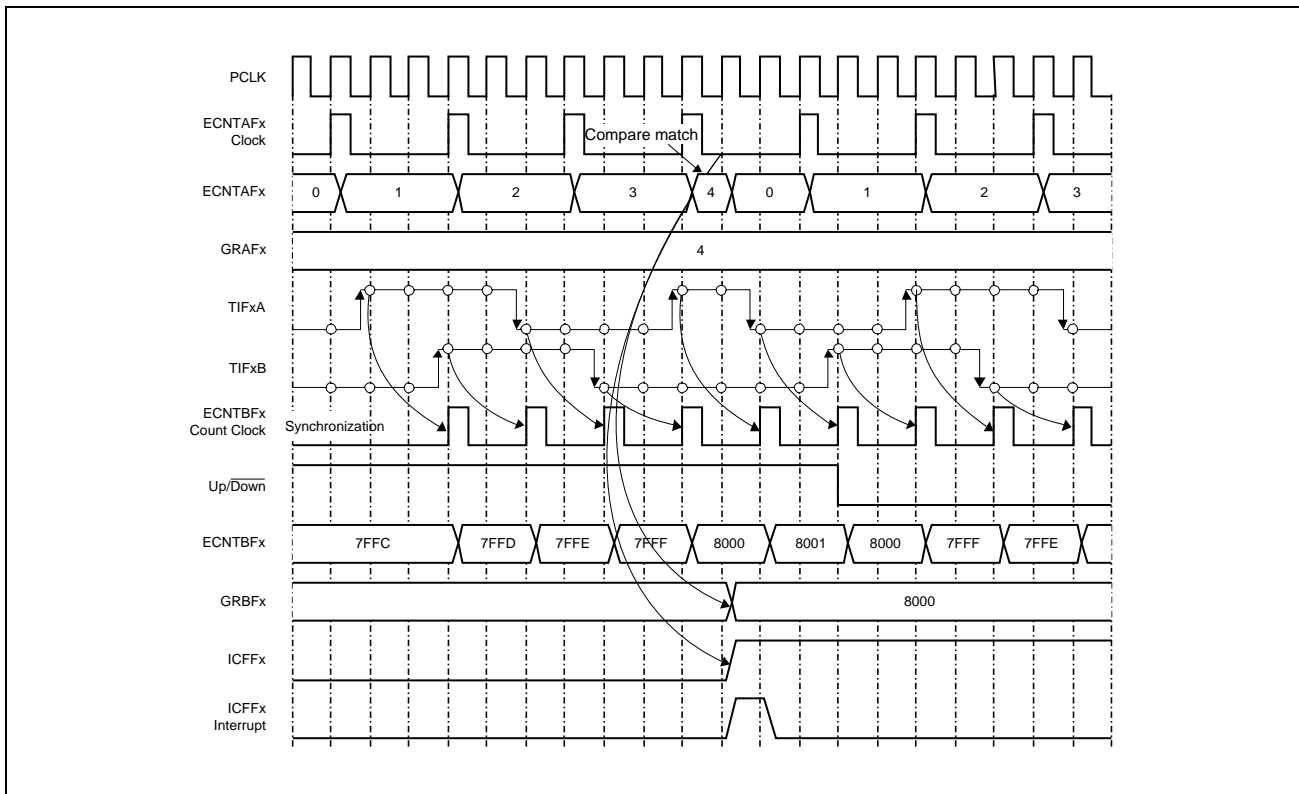 PCLK
ECNTAFx
Clock
Compare match
ECNTAFx
0 1 2 3 4 0 1 2 3
GRAFx
4
TIFxA
TIFxB
ECNTBFx
Count Clock
Synchronization
Up/Down
ECNTBFx
7FFC 7FFD 7FFE 7FFF 8000 8001 8000 7FFF 7FFE
GRBFx
8000
ICFFx
ICFFx
Interrupt